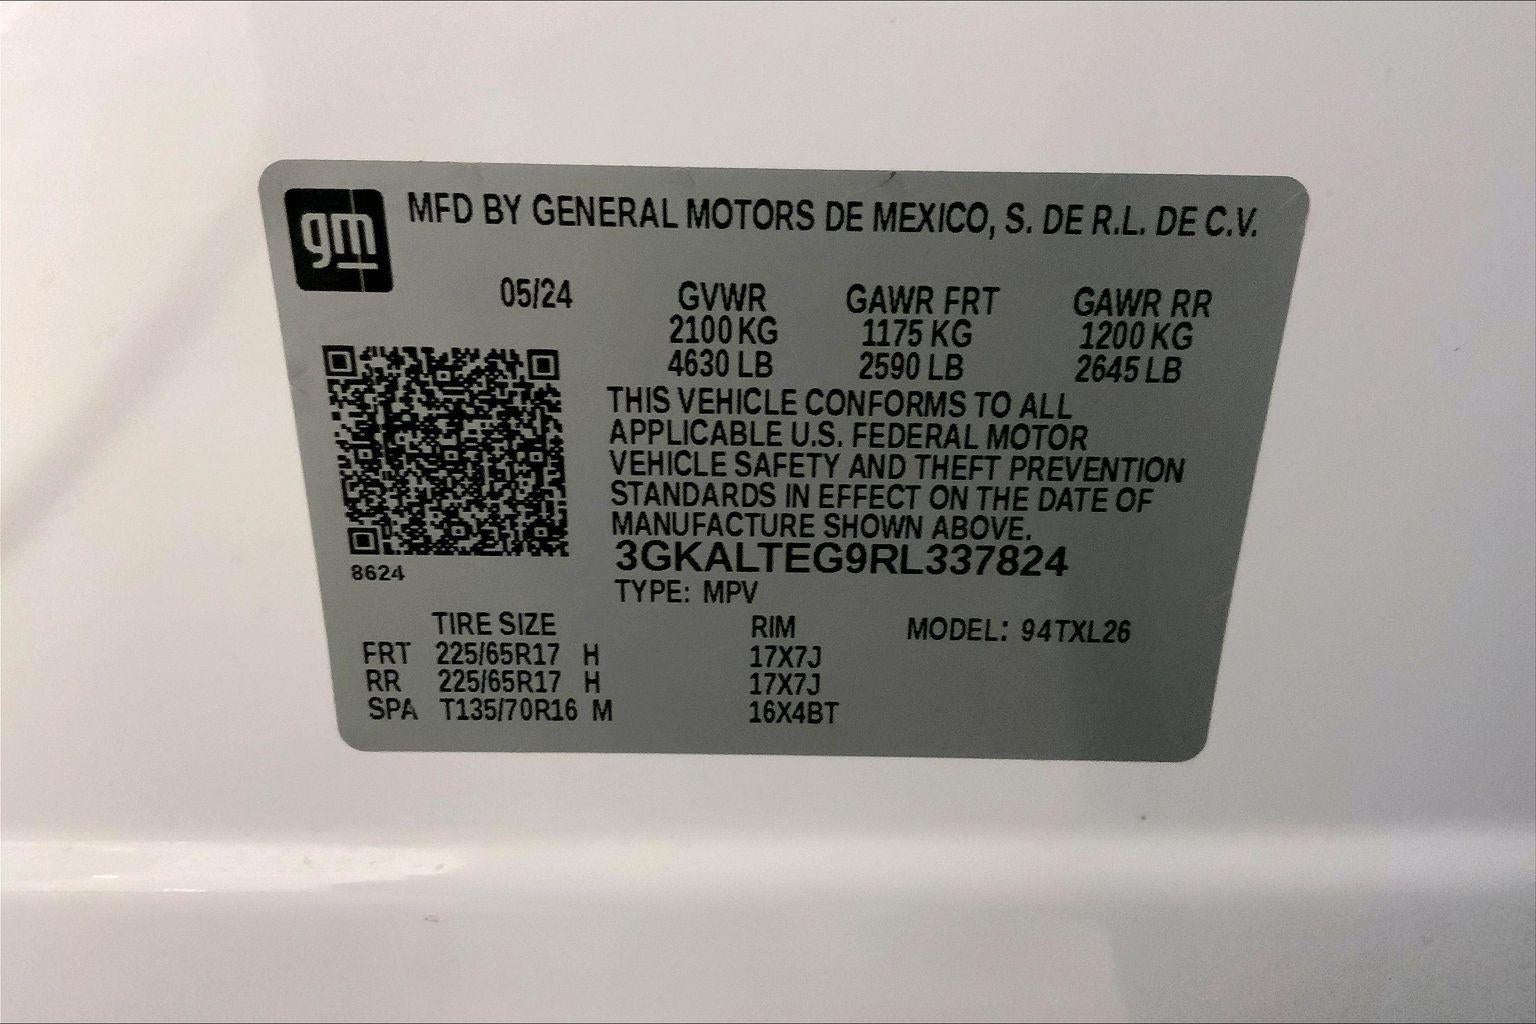 gm MFD BY GENERAL MOTORS DE MEXICO, S. DE R.L. DE C.V.
05/24 GVWR GAWR FRT GAWR RR
2100 KG 1175 KG 1200 KG
4630 LB 2590 LB 2645 LB
THIS VEHICLE CONFORMS TO ALL
APPLICABLE U.S. FEDERAL MOTOR
VEHICLE SAFETY AND THEFT PREVENTION
STANDARDS IN EFFECT ON THE DATE OF
MANUFACTURE SHOWN ABOVE.
3GKALTEG9RL337824
8624
TYPE: MPV
TIRE SIZE RIM MODEL: 94TXL26
FRT 225/65R17 H 17X7J
RR 225/65R17 H 17X7J
SPA T135/70R16 M 16X4BT